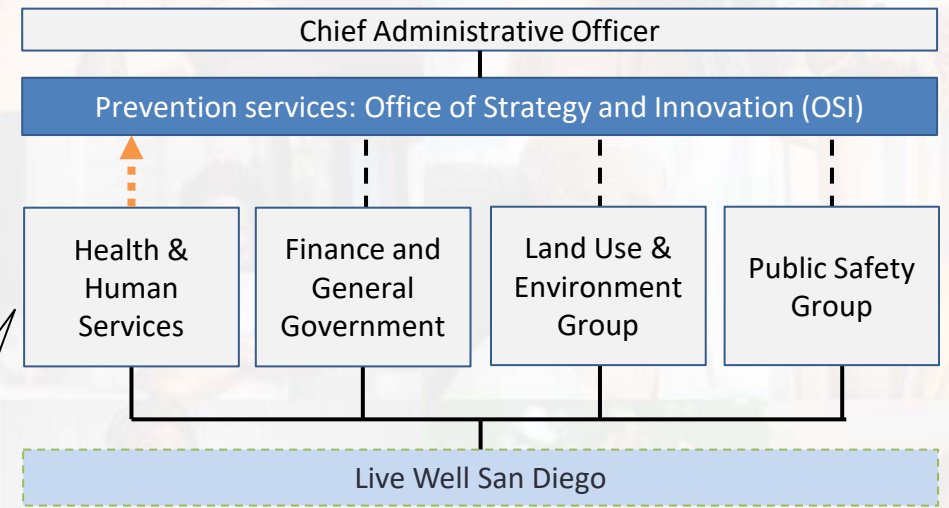 Chief Administrative Officer
Prevention services: Office of Strategy and Innovation (OSI)
Health &
Human
Services
Finance and
General
Government
Land Use &
Environment
Group
Public Safety
Group
Live Well San Diego